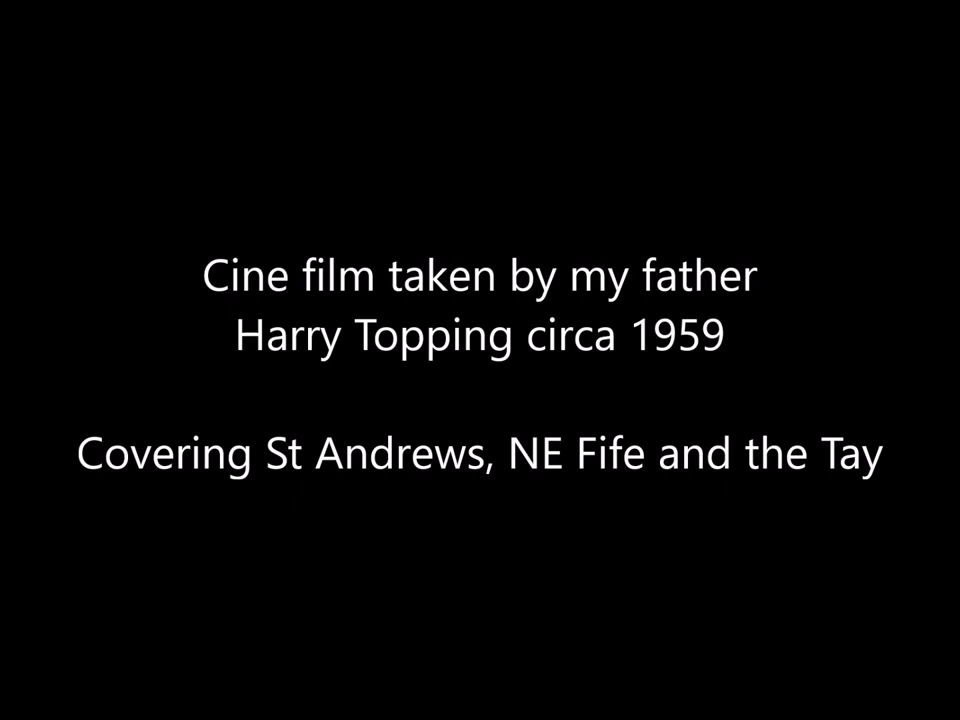 Cine film taken by my father
Harry Topping circa 1959
Covering St Andrews, NE Fife and the Tay